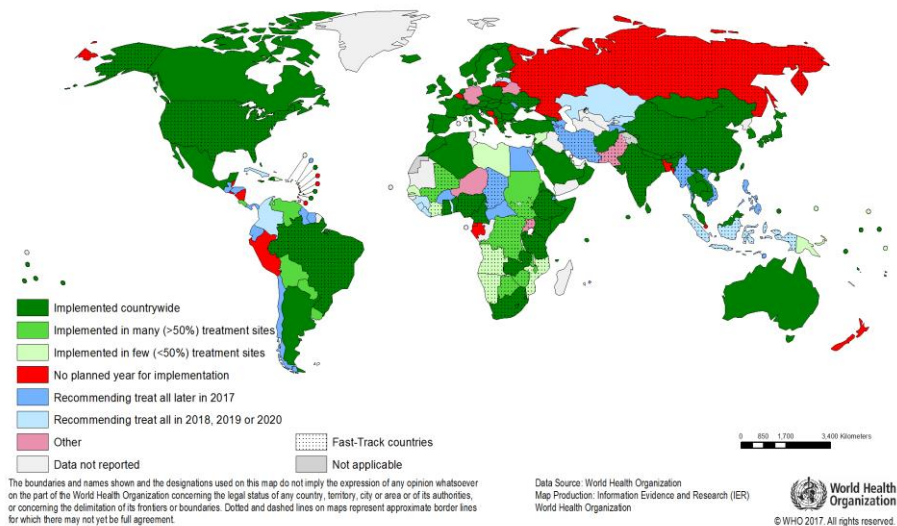 Implemented countrywide
Implemented in many (>50%) treatment sites
Implemented in few (<50%) treatment sites
No planned year for implementation
Recommending treat all later in 2017
Recommending treat all in 2018, 2019 or 2020
Other
Data not reported
Fast-Track countries
Not applicable
0 850 1,700 3,400 Kilometers
The boundaries and names shown and the designations used on this map do not imply the expression of any opinion whatsoever
on the part of the World Health Organization concerning the legal status of any country, territory, city or area or of its authorities,
or concerning the delimitation of its frontiers or boundaries. Dotted and dashed lines on maps represent approximate border lines
for which there may not yet be full agreement.
Data Source: World Health Organization
Map Production: Information Evidence and Research (IER)
World Health Organization
World Health
Organization
© WHO 2017. All rights reserved.